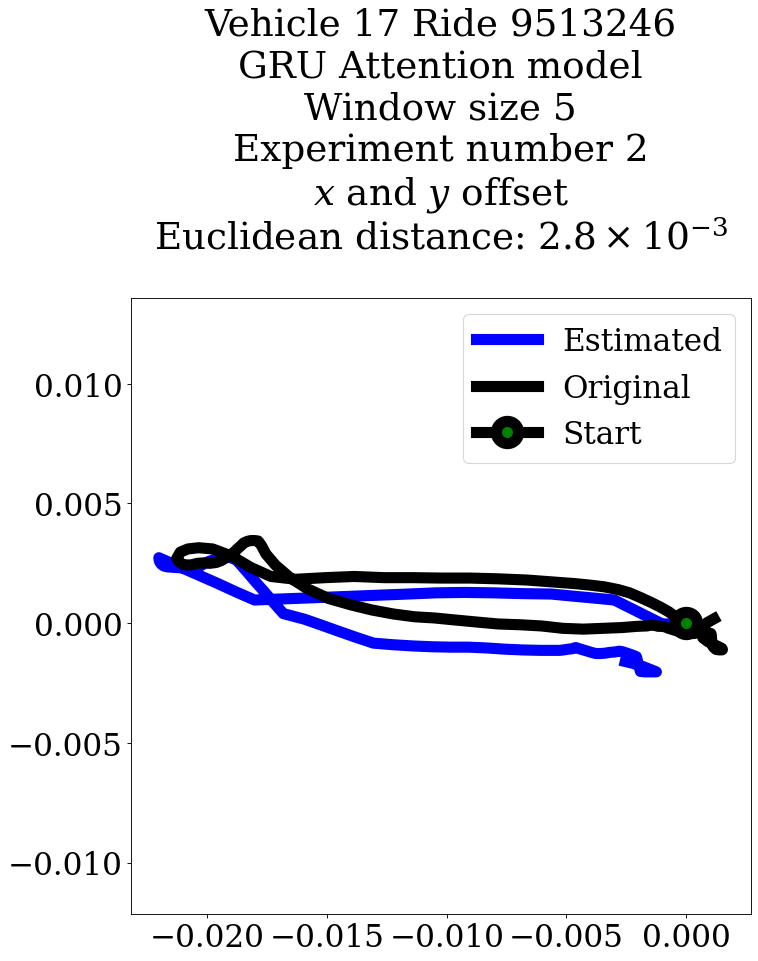 Vehicle 17 Ride 9513246
GRU Attention model
Window size 5
Experiment number 2
x and y offset
Euclidean distance: 2.8 × 10⁻³
Estimated
Original
Start
0.010
0.005
0.000
−0.005
−0.010
−0.020 −0.015 −0.010 −0.005 0.000